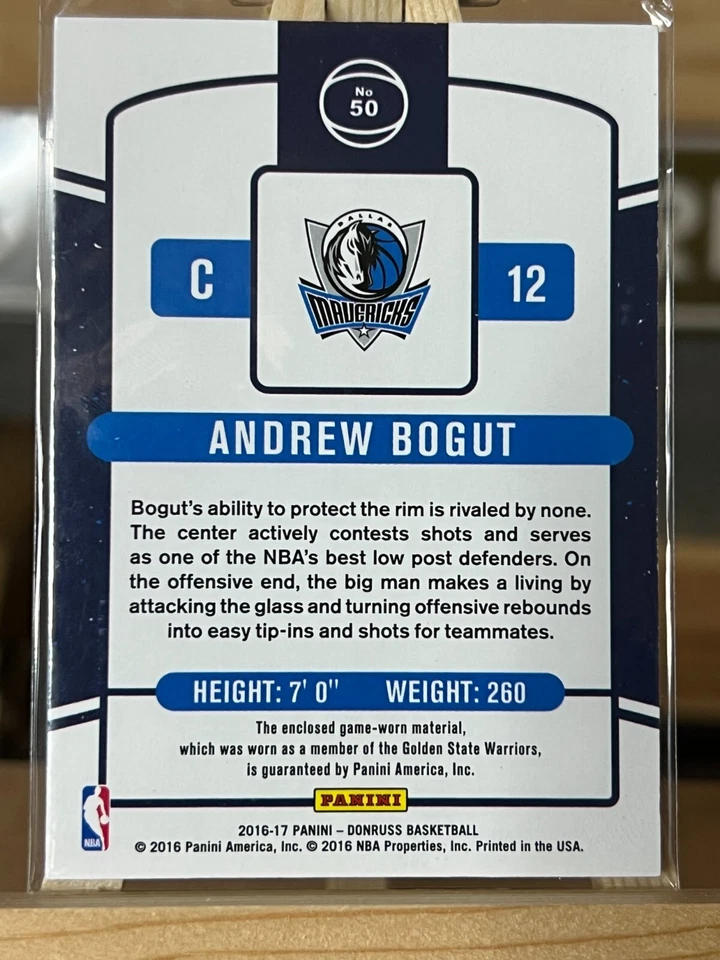 No
50
C
DALLAS
MAVERICKS
12
ANDREW BOGUT
Bogut's ability to protect the rim is rivaled by none.
The center actively contests shots and serves
as one of the NBA's best low post defenders. On
the offensive end, the big man makes a living by
attacking the glass and turning offensive rebounds
into easy tip-ins and shots for teammates.
HEIGHT: 7' 0" WEIGHT: 260
The enclosed game-worn material,
which was worn as a member of the Golden State Warriors,
is guaranteed by Panini America, Inc.
PANINI
NBA
2016-17 PANINI – DONRUSS BASKETBALL
© 2016 Panini America, Inc. © 2016 NBA Properties, Inc. Printed in the USA.